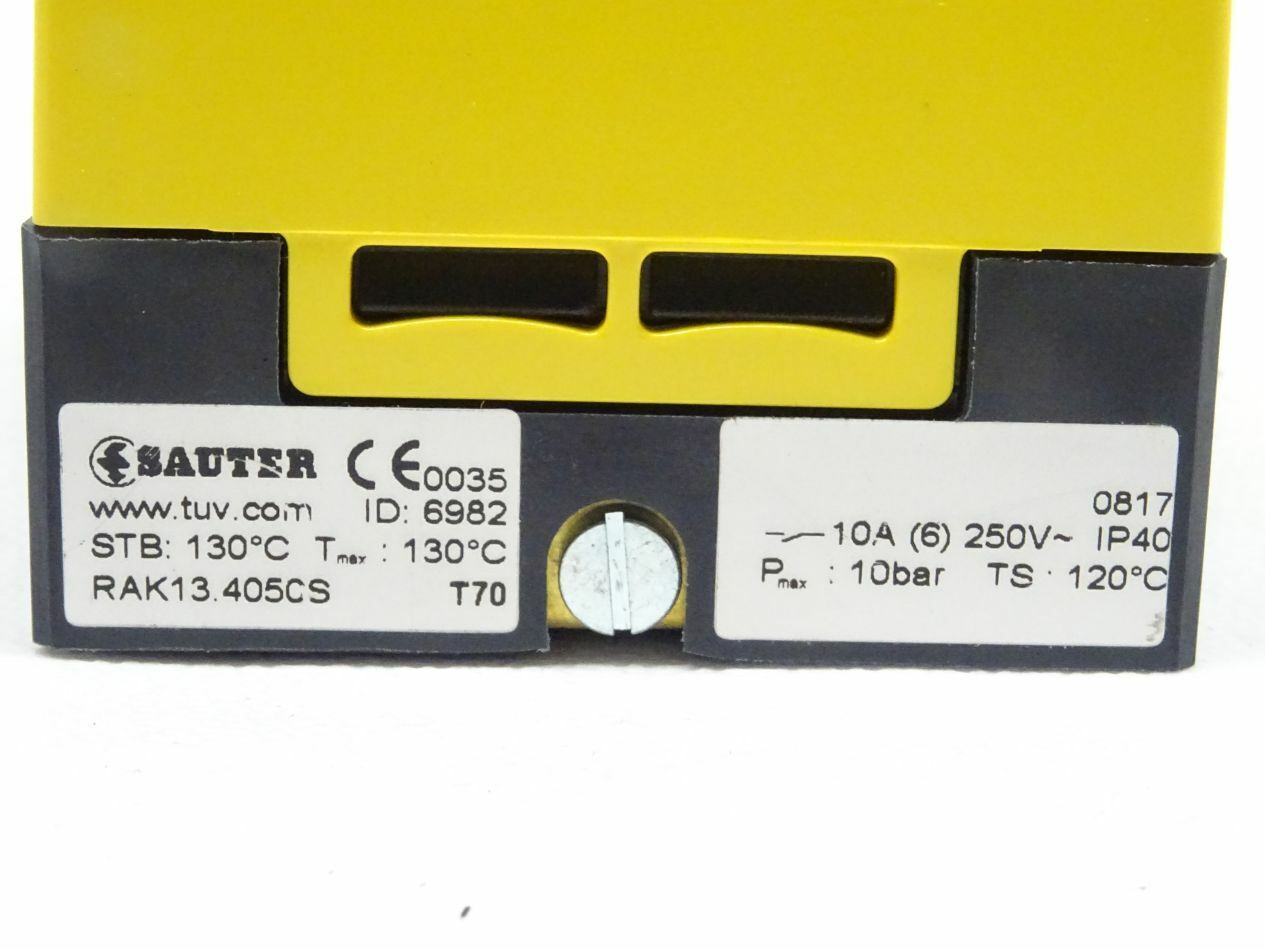 SAUTER CE0035
www.tuv.com ID: 6982
STB: 130°C Tmax : 130°C
RAK13.4050S T70
0817
10A (6) 250V~ IP40
Pmax : 10bar TS : 120°C